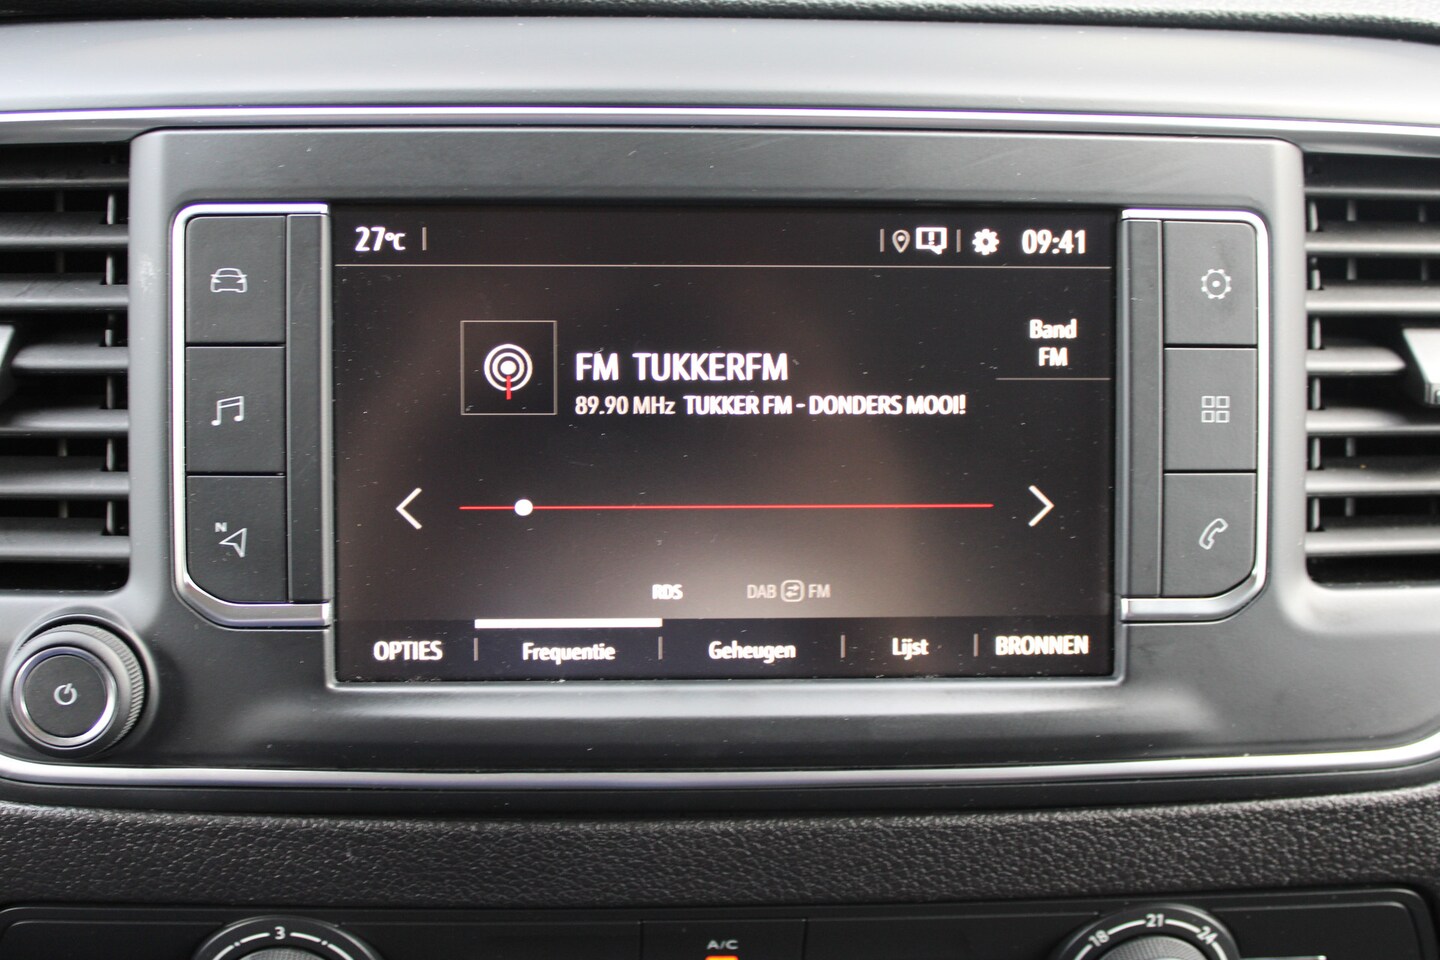 27°C
09:41
Band
FM
FM TUKKERFM
89.90 MHz TUKKER FM - DONDERS MOOI!
N
RDS
DAB FM
OPTIES Frequentie Geheugen Lijst BRONNEN
3
A/C
18 21 24